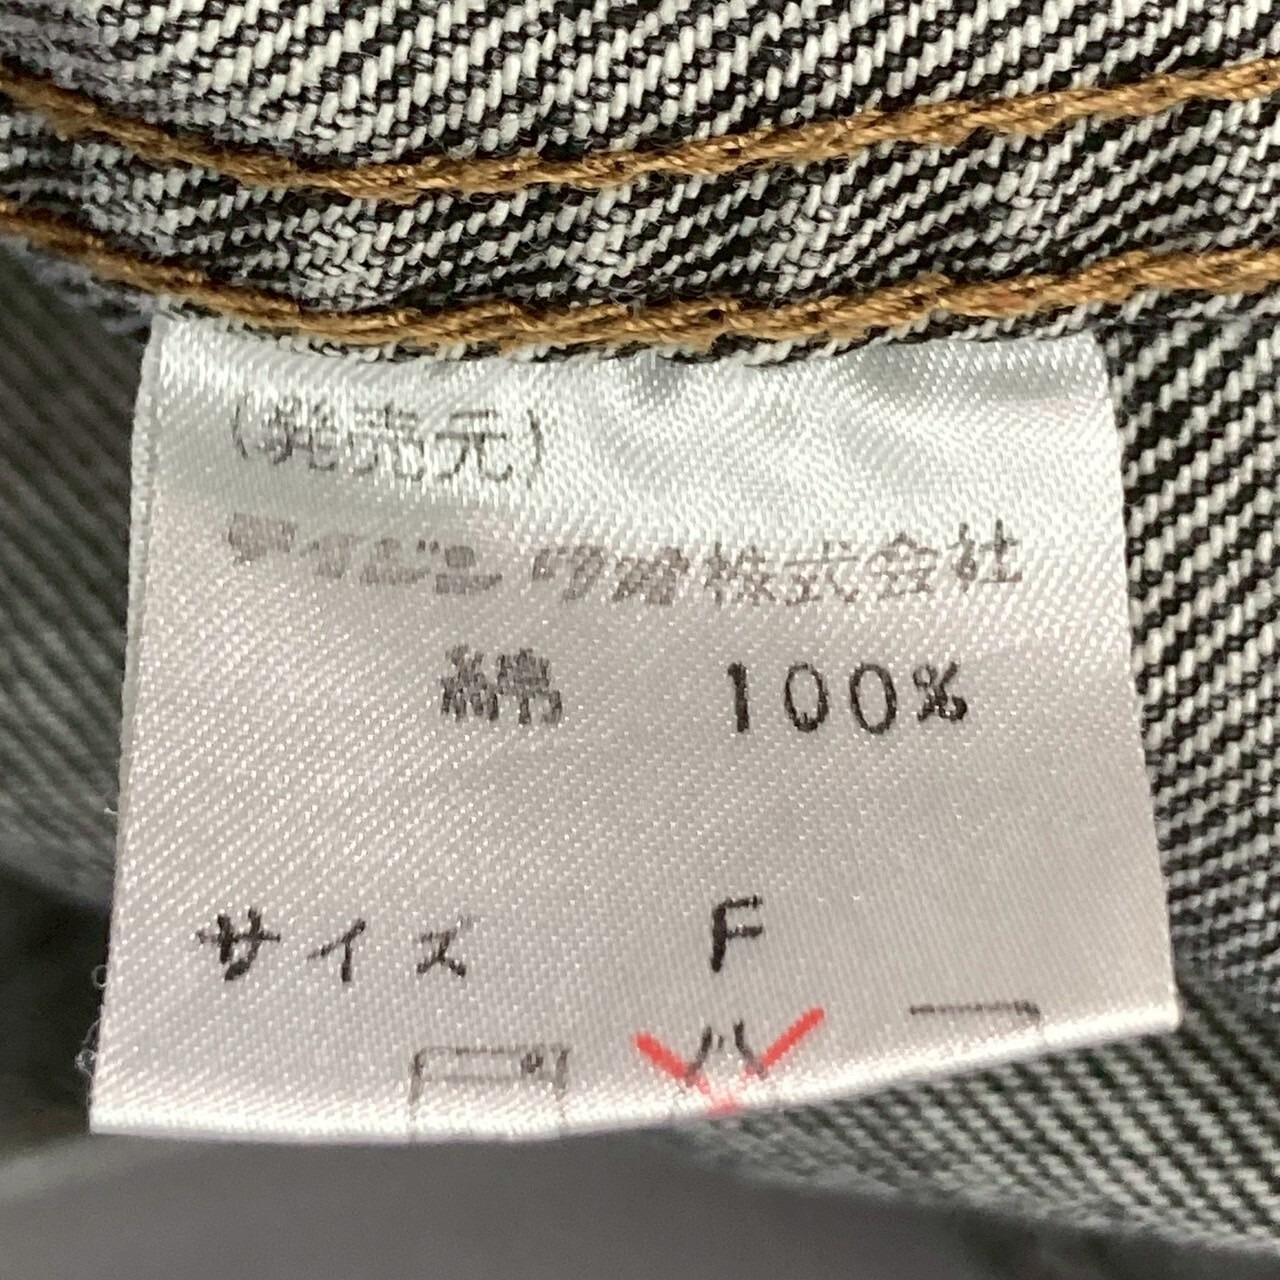 (発売元)
株式会社
綿 100%
サイズ F